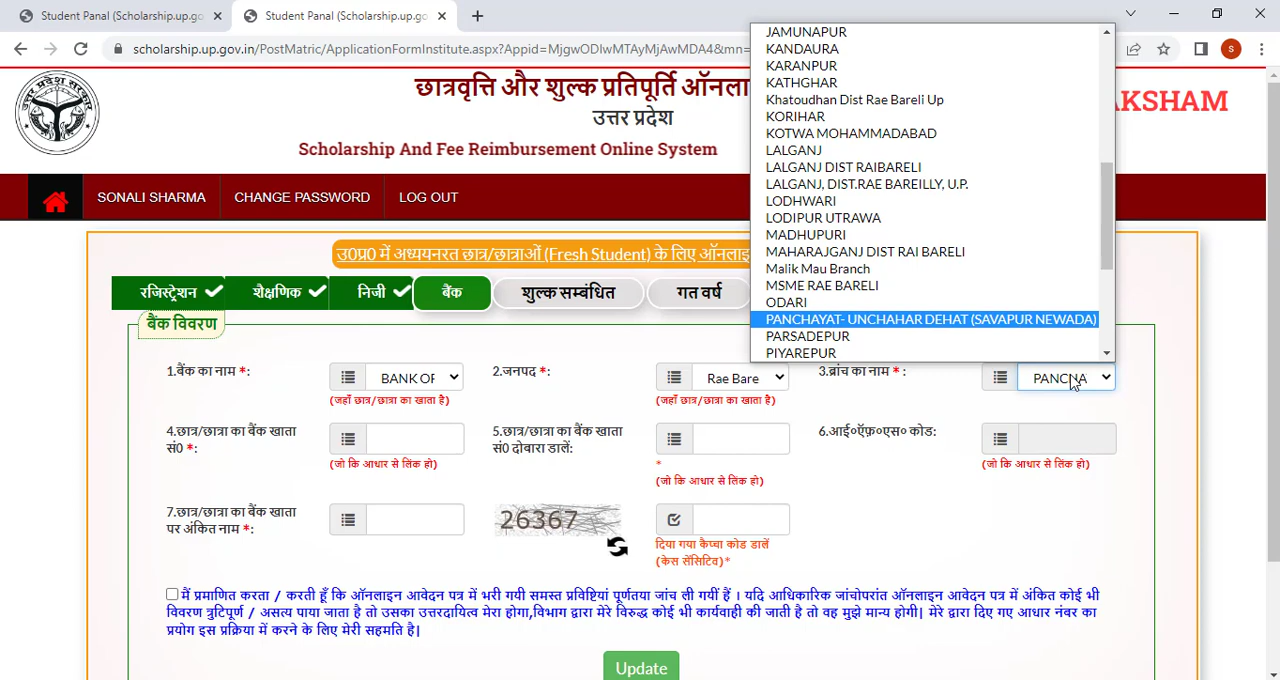 Student Panal (Scholarship.up.go
Student Panal (Scholarship.up.go
scholarship.up.gov.in/PostMatric/ApplicationFormInstitute.aspx?Appid=MjgwODIwMTAyMjAwMDA4&mn=
S
छात्रवृत्ति और शुल्क प्रतिपूर्ति ऑनला
उत्तर प्रदेश
Scholarship And Fee Reimbursement Online System
AKSHAM
SONALI SHARMA
CHANGE PASSWORD
LOG OUT
JAMUNAPUR
KANDAURA
KARANPUR
KATHGHAR
Khatoudhan Dist Rae Bareli Up
KORIHAR
KOTWA MOHAMMADABAD
LALGANJ
LALGANJ DIST RAIBARELI
LALGANJ, DIST.RAE BAREILLY, U.P.
LODHWARI
LODIPUR UTRAWA
MADHUPURI
MAHARAJGANJ DIST RAI BARELI
Malik Mau Branch
MSME RAE BARELI
ODARI
PANCHAYAT- UNCHAHAR DEHAT (SAVAPUR NEWADA)
PARSADEPUR
PIYAREPUR
उ0प्र0 में अध्ययनरत छात्र/छात्राओं (Fresh Student) के लिए ऑनलाइ
रजिस्ट्रेशन
शैक्षणिक
निजी
बैंक
शुल्क सम्बंधित
गत वर्ष
बैंक विवरण
1.बैंक का नाम *:
BANK OF
(जहाँ छात्र/छात्रा का खाता है)
2.जनपद *:
Rae Bare
(जहाँ छात्र/छात्रा का खाता है)
3.ब्रांच का नाम * :
4.छात्र/छात्रा का बैंक खाता
सं0 *:
(जो कि आधार से लिंक हो)
5.छात्र/छात्रा का बैंक खाता
सं0 दोबारा डालें:
*
(जो कि आधार से लिंक हो)
6.आई०ऍफ़०एस० कोड:
(जो कि आधार से लिंक हो)
7.छात्र/छात्रा का बैंक खाता
पर अंकित नाम *:
26367
दिया गया कैप्चा कोड डालें
(केस सेंसिटिव)*
मैं प्रमाणित करता / करती हूँ कि ऑनलाइन आवेदन पत्र में भरी गयी समस्त प्रविष्टियां पूर्णतया जांच ली गयीं हैं । यदि आधिकारिक जांचोपरांत ऑनलाइन आवेदन पत्र में अंकित कोई भी
विवरण त्रुटिपूर्ण / असत्य पाया जाता है तो उसका उत्तरदायित्व मेरा होगा,विभाग द्वारा मेरे विरुद्ध कोई भी कार्यवाही की जाती है तो वह मुझे मान्य होगी| मेरे द्वारा दिए गए आधार नंबर का
प्रयोग इस प्रक्रिया में करने के लिए मेरी सहमति है|
Update